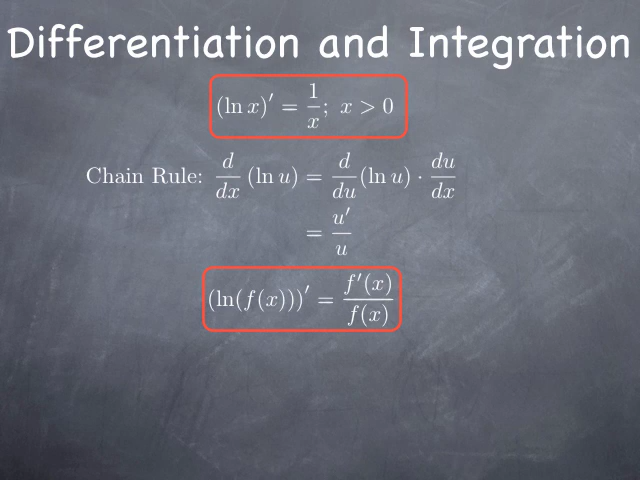 Differentiation and Integration
(ln x)′ = 1/x; x > 0
Chain Rule: d/dx (ln u) = d/du (ln u) · du/dx
= u′/u
(ln(f(x)))′ = f′(x)/f(x)